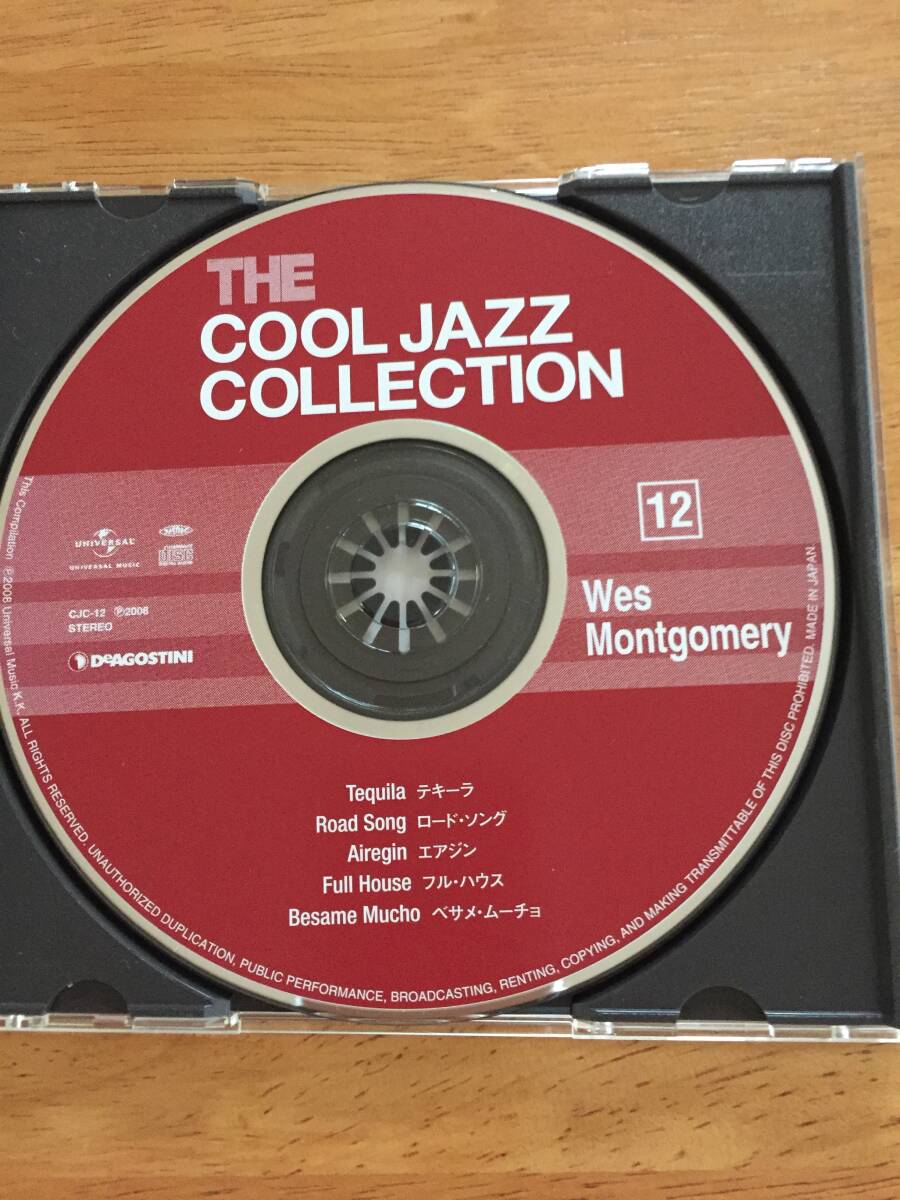 THE
COOL JAZZ
COLLECTION
12
Wes
Montgomery
UNIVERSAL
UNIVERSAL MUSIC
DISC
CJC-12 ℗2008
STEREO
DeAGOSTINI
Tequila テキーラ
Road Song ロード・ソング
Airegin エアジン
Full House フル・ハウス
Besame Mucho ベサメ・ムーチョ
This Compilation ℗2008 Universal Music K.K. ALL RIGHTS RESERVED. UNAUTHORIZED DUPLICATION, PUBLIC PERFORMANCE, BROADCASTING, RENTING, COPYING, AND MAKING TRANSMITTABLE OF THIS DISC PROHIBITED. MADE IN JAPAN